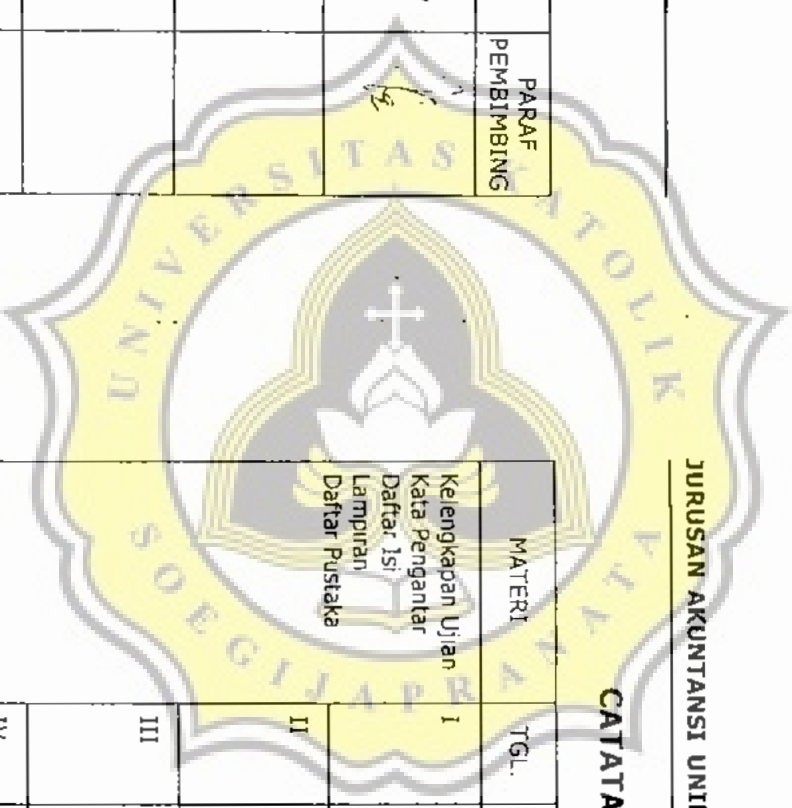 JURUSAN AKUNTANSI UNI
CATATA
PARAF
PEMBIMBING
MATERI
TGL.
Kelengkapan Ujian
Kata Pengantar
Daftar Isi
Lampiran
Daftar Pustaka
I
II
III
IV
UNIVERSITAS KATOLIK
SOEGIJAPRANATA